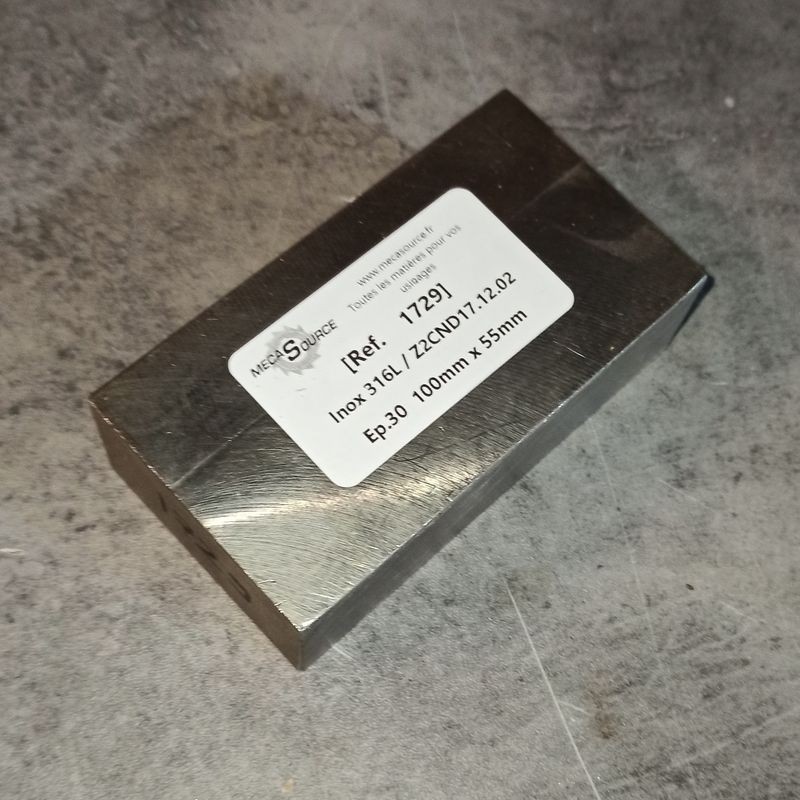 www.mecasource.fr
Toutes les matières pour vos
usinages
MECASOURCE
[Ref. 1729]
Inox 316L / Z2CND17.12.02
Ep.30 100mm x 55mm